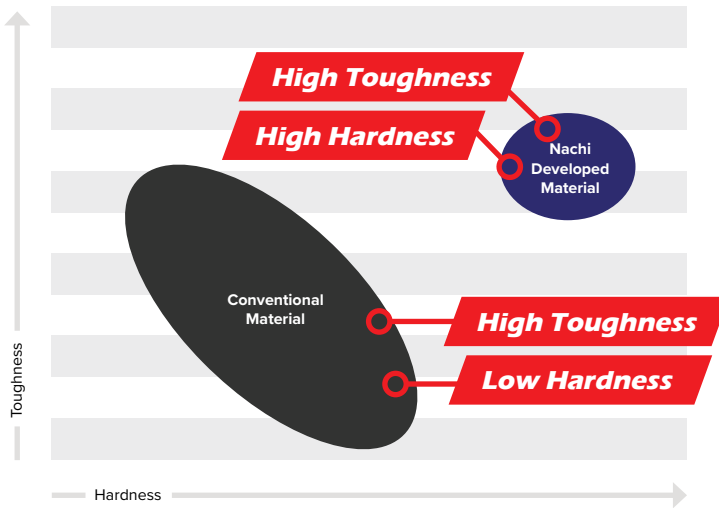 High Toughness
High Hardness
Nachi
Developed
Material
Conventional
Material
High Toughness
Low Hardness
Toughness
Hardness